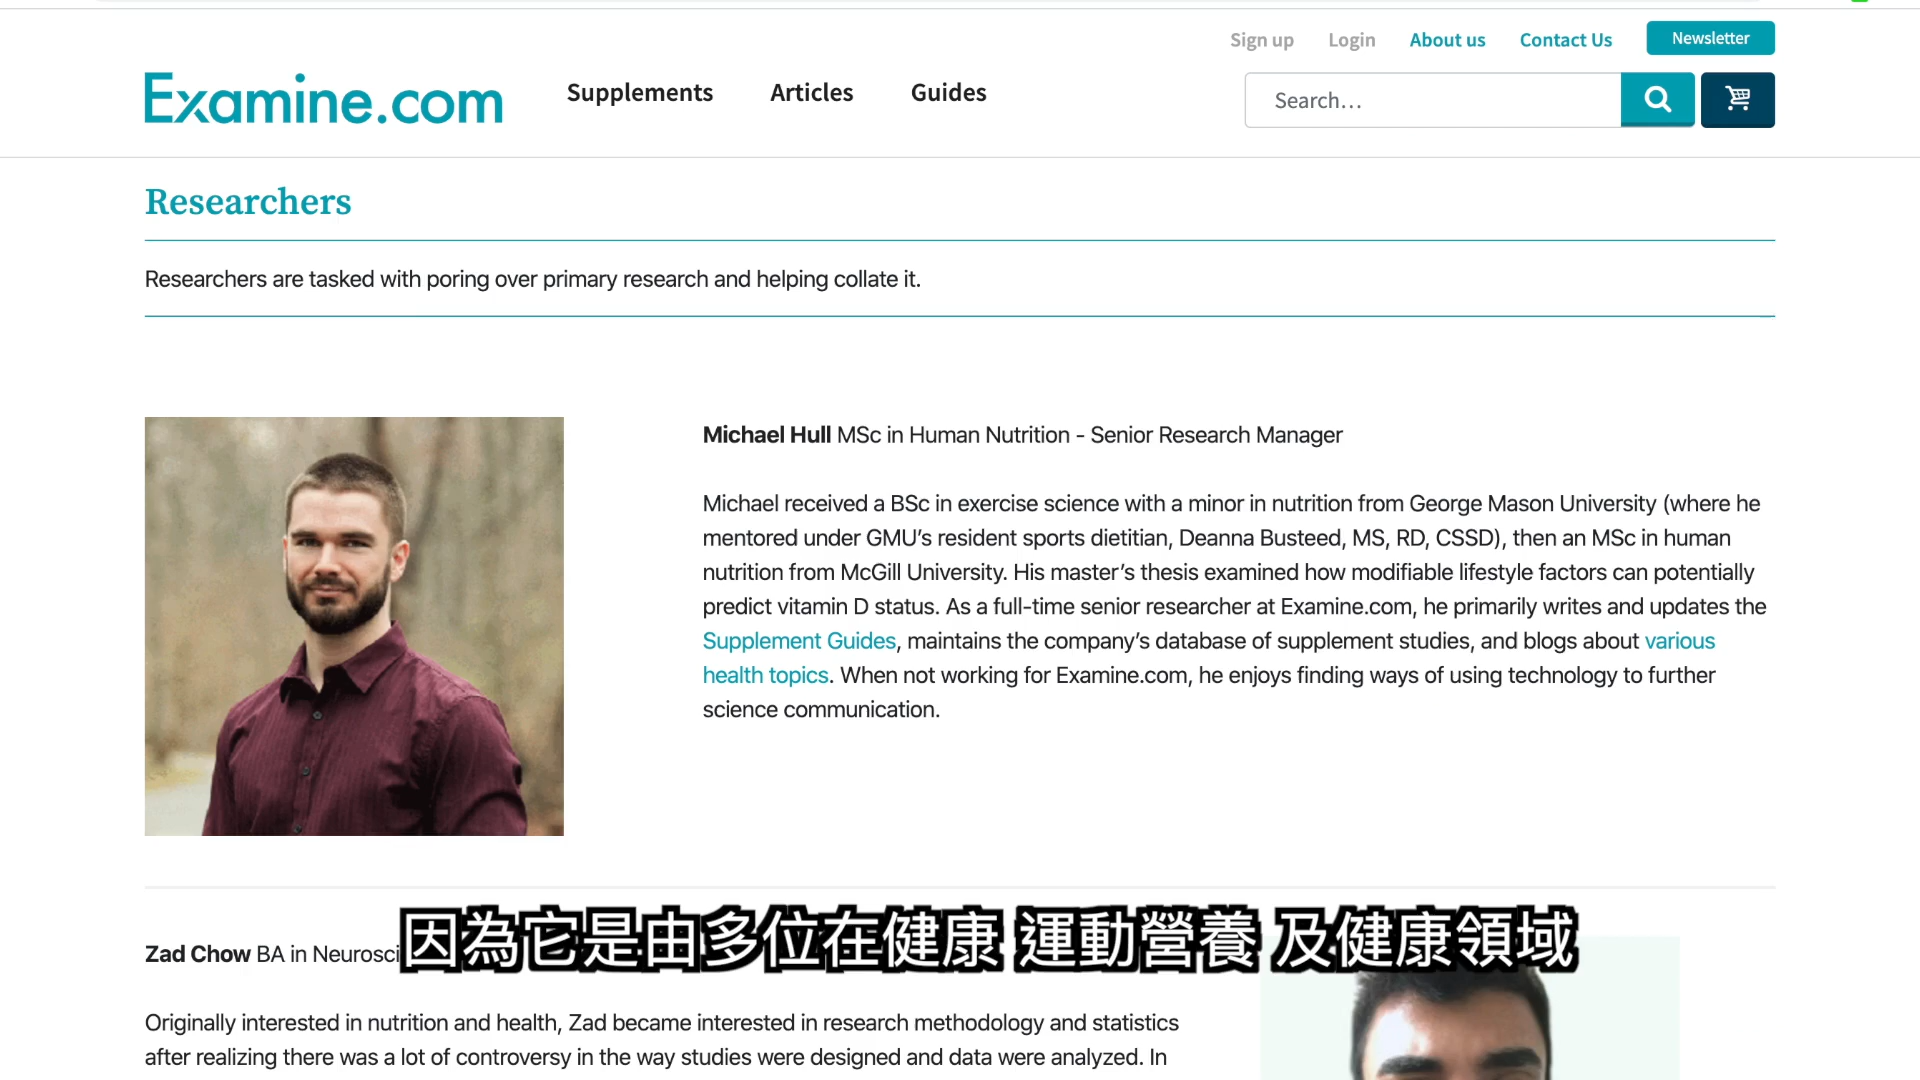 Sign up Login About us Contact Us Newsletter
Examine.com Supplements Articles Guides Search...
Researchers
Researchers are tasked with poring over primary research and helping collate it.
Michael Hull MSc in Human Nutrition - Senior Research Manager
Michael received a BSc in exercise science with a minor in nutrition from George Mason University (where he
mentored under GMU’s resident sports dietitian, Deanna Busteed, MS, RD, CSSD), then an MSc in human
nutrition from McGill University. His master’s thesis examined how modifiable lifestyle factors can potentially
predict vitamin D status. As a full-time senior researcher at Examine.com, he primarily writes and updates the
Supplement Guides, maintains the company’s database of supplement studies, and blogs about various
health topics. When not working for Examine.com, he enjoys finding ways of using technology to further
science communication.
Zad Chow BA in Neurosci
因為它是由多位在健康 運動營養 及健康領域
Originally interested in nutrition and health, Zad became interested in research methodology and statistics
after realizing there was a lot of controversy in the way studies were designed and data were analyzed. In